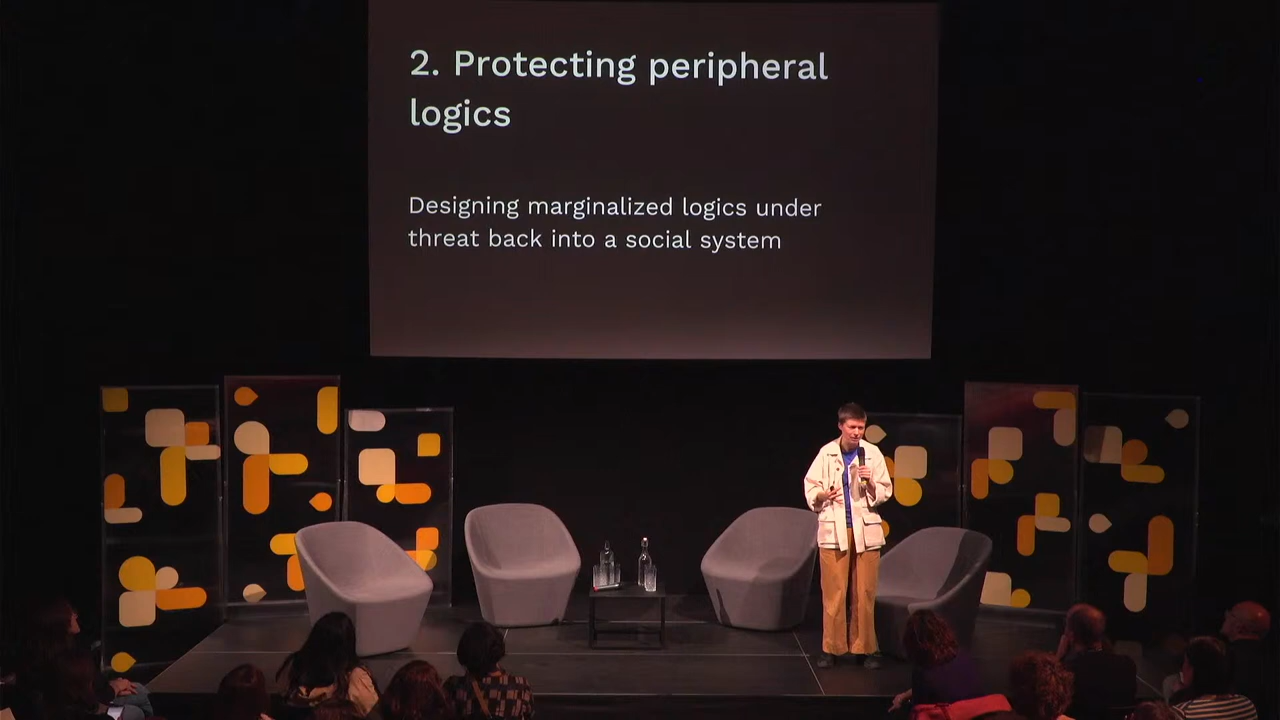 2. Protecting peripheral
logics
Designing marginalized logics under
threat back into a social system